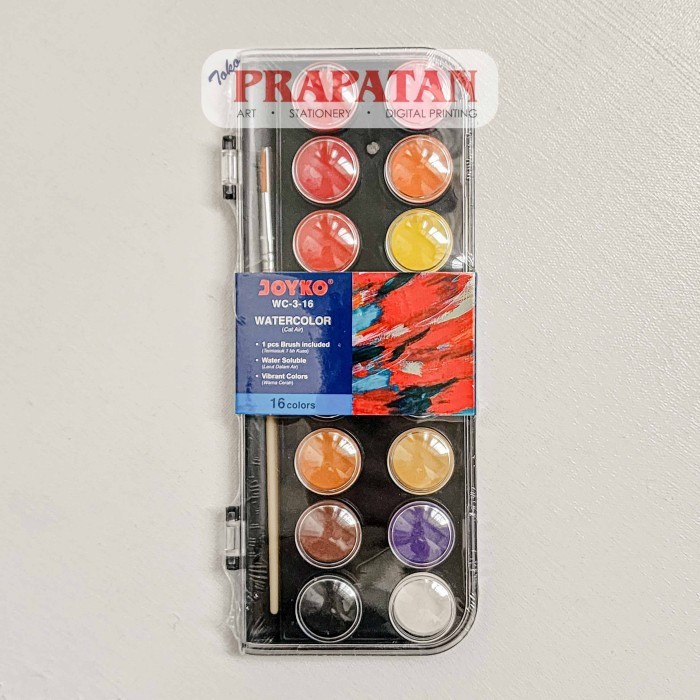 Toko
PRAPATAN
ART • STATIONERY • DIGITAL PRINTING
JOYKO®
WC-3-16
WATERCOLOR
(Cat Air)
• 1 pcs Brush included
(Termasuk 1 bh Kuas)
• Water Soluble
(Larut Dalam Air)
• Vibrant Colors
(Warna Cerah)
16 colors